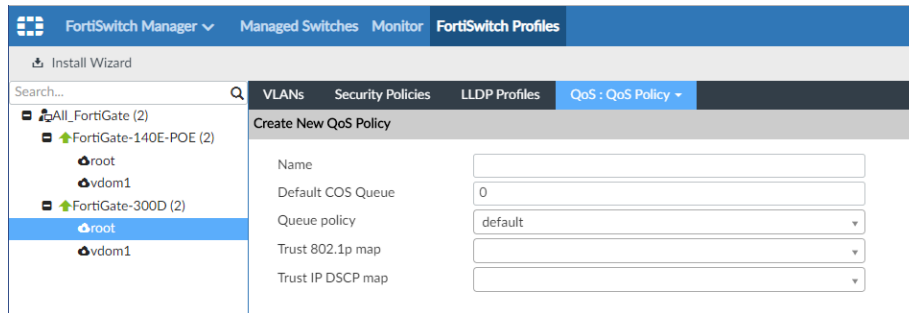 FortiSwitch Manager Managed Switches Monitor FortiSwitch Profiles
Install Wizard
Search...
VLANs Security Policies LLDP Profiles QoS : QoS Policy
All_FortiGate (2)
Create New QoS Policy
FortiGate-140E-POE (2)
root
vdom1
FortiGate-300D (2)
root
vdom1
Name
Default COS Queue 0
Queue policy default
Trust 802.1p map
Trust IP DSCP map